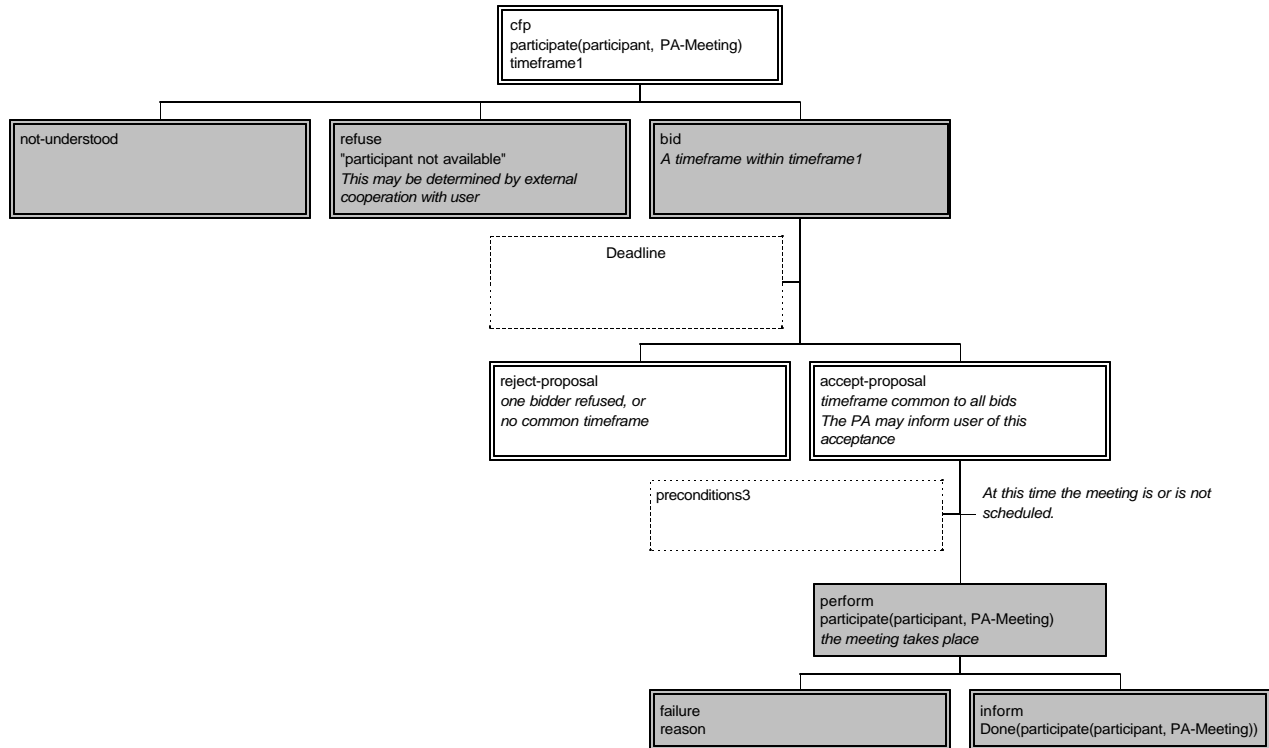 cfp
participate(participant, PA-Meeting)
timeframe1
not-understood
refuse
"participant not available"
This may be determined by external
cooperation with user
bid
A timeframe within timeframe1
Deadline
reject-proposal
one bidder refused, or
no common timeframe
accept-proposal
timeframe common to all bids
The PA may inform user of this
acceptance
preconditions3
At this time the meeting is or is not
scheduled.
perform
participate(participant, PA-Meeting)
the meeting takes place
failure
reason
inform
Done(participate(participant, PA-Meeting))